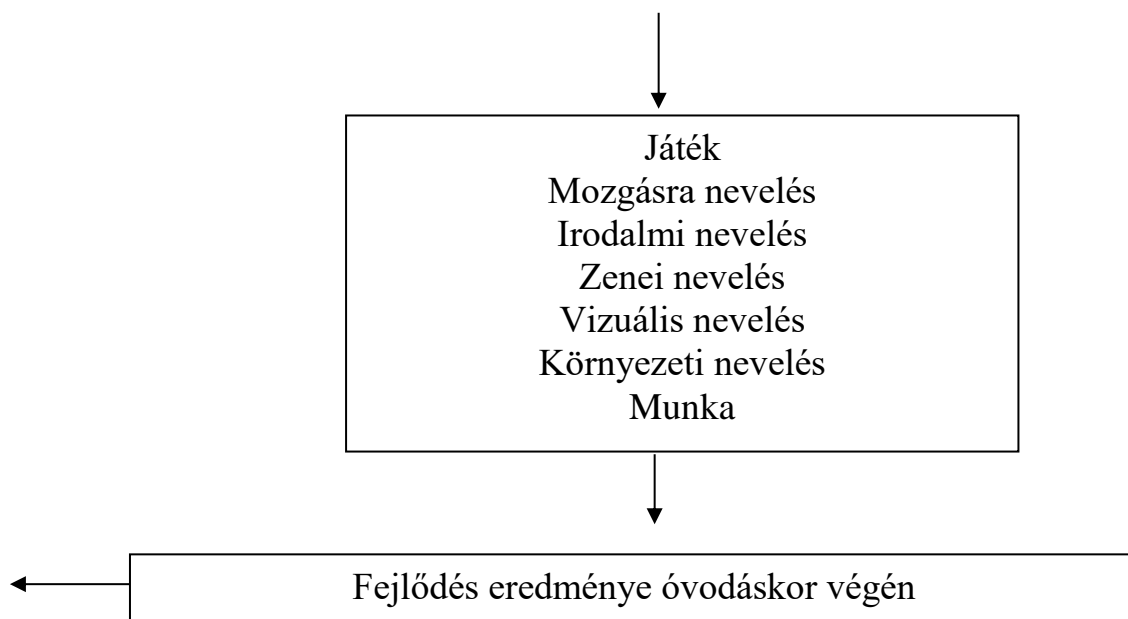 Játék
Mozgásra nevelés
Irodalmi nevelés
Zenei nevelés
Vizuális nevelés
Környezeti nevelés
Munka
Fejlődés eredménye óvodáskor végén